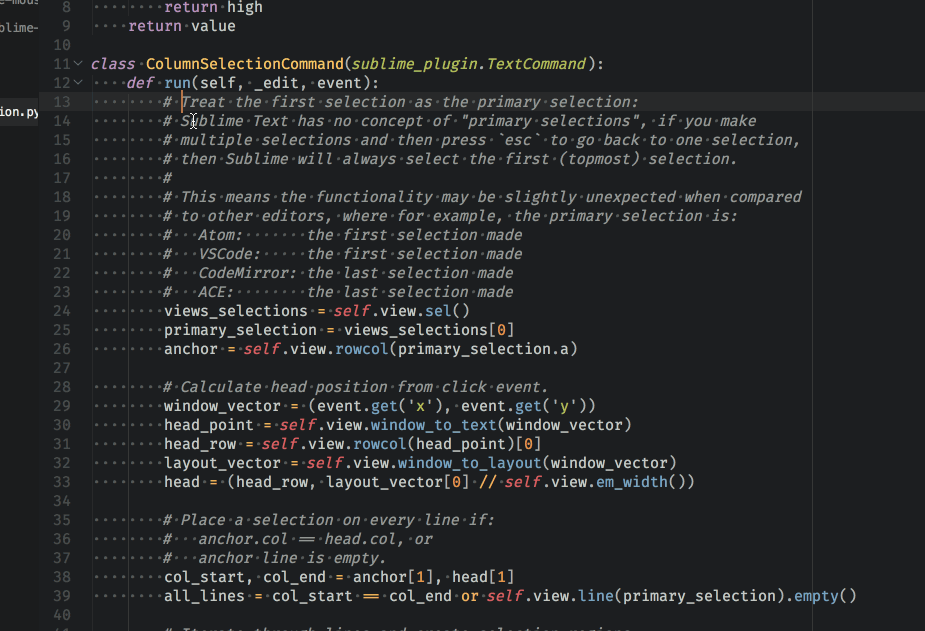 8 return high
9 return value
10
11 class ColumnSelectionCommand(sublime_plugin.TextCommand):
12 def run(self, _edit, event):
13 # Treat the first selection as the primary selection:
14 # Sublime Text has no concept of "primary selections", if you make
15 # multiple selections and then press `esc` to go back to one selection,
16 # then Sublime will always select the first (topmost) selection.
17 #
18 # This means the functionality may be slightly unexpected when compared
19 # to other editors, where for example, the primary selection is:
20 # Atom: the first selection made
21 # VSCode: the first selection made
22 # CodeMirror: the last selection made
23 # ACE: the last selection made
24 views_selections = self.view.sel()
25 primary_selection = views_selections[0]
26 anchor = self.view.rowcol(primary_selection.a)
27
28 # Calculate head position from click event.
29 window_vector = (event.get('x'), event.get('y'))
30 head_point = self.view.window_to_text(window_vector)
31 head_row = self.view.rowcol(head_point)[0]
32 layout_vector = self.view.window_to_layout(window_vector)
33 head = (head_row, layout_vector[0] // self.view.em_width())
34
35 # Place a selection on every line if:
36 # anchor.col == head.col, or
37 # anchor line is empty.
38 col_start, col_end = anchor[1], head[1]
39 all_lines = col_start == col_end or self.view.line(primary_selection).empty()
40
ion.py